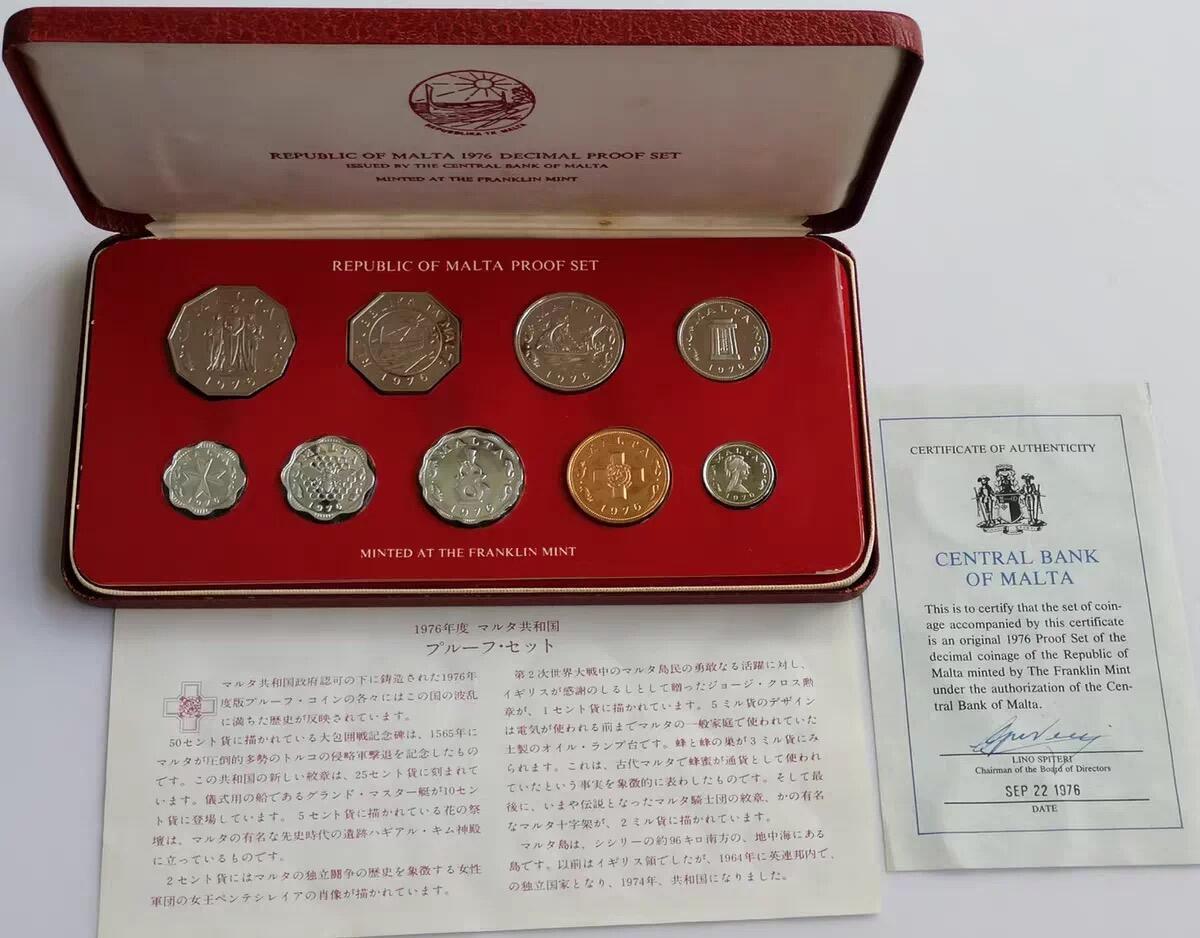 REPUBBLIKA TA' MALTA
REPUBLIC OF MALTA 1976 DECIMAL PROOF SET
ISSUED BY THE CENTRAL BANK OF MALTA
MINTED AT THE FRANKLIN MINT
REPUBLIC OF MALTA PROOF SET
MALTA
1976
1976
MALTA
1976
MALTA
1976
MALTA
1976
MALTA
1976
MALTA
1976
MALTA
1976
MALTA
1976
MINTED AT THE FRANKLIN MINT
CERTIFICATE OF AUTHENTICITY
CENTRAL BANK
OF MALTA
This is to certify that the set of coin-
age accompanied by this certificate
is an original 1976 Proof Set of the
decimal coinage of the Republic of
Malta minted by The Franklin Mint
under the authorization of the Cen-
tral Bank of Malta.
LINO SPITERI
Chairman of the Board of Directors
SEP 22 1976
DATE
1976年度 マルタ共和国
プルーフ・セット
マルタ共和国政府認可の下に鋳造された1976年
度版プルーフ・コインの各々にはこの国の波乱
に満ちた歴史が反映されています。
50セント貨に描かれている大包囲戦記念碑は、1565年に
マルタが圧倒的多勢のトルコの侵略軍撃退を記念したもの
です。この共和国の新しい紋章は、25セント貨に刻まれて
います。儀式用の船であるグランド・マスター艇が10セン
ト貨に登場しています。5セント貨に描かれている花の祭
壇は、マルタの有名な先史時代の遺跡ハギアル・キム神殿
に立っているものです。
2セント貨にはマルタの独立闘争の歴史を象徴する女性
軍団の女王ペンテシレイアの肖像が描かれています。
第2次世界大戦中のマルタ島民の勇敢なる活躍に対し、
イギリスが感謝のしるしとして贈ったジョージ・クロス勲
章が、1セント貨に描かれています。5ミル貨のデザイン
は電気が使われる前までマルタの一般家庭で使われていた
土製のオイル・ランプ台です。蜂と蜂の巣が3ミル貨にみ
られます。これは、古代マルタで蜂蜜が通貨として使われ
ていたという事実を象徴的に表わしたものです。そして最
後に、いまや伝説となったマルタ騎士団の紋章、かの有名
なマルタ十字架が、2ミル貨に描かれています。
マルタ島は、シシリーの約96キロ南方の、地中海にある
島です。以前はイギリス領でしたが、1964年に英連邦内で、
の独立国家となり、1974年、共和国になりました。